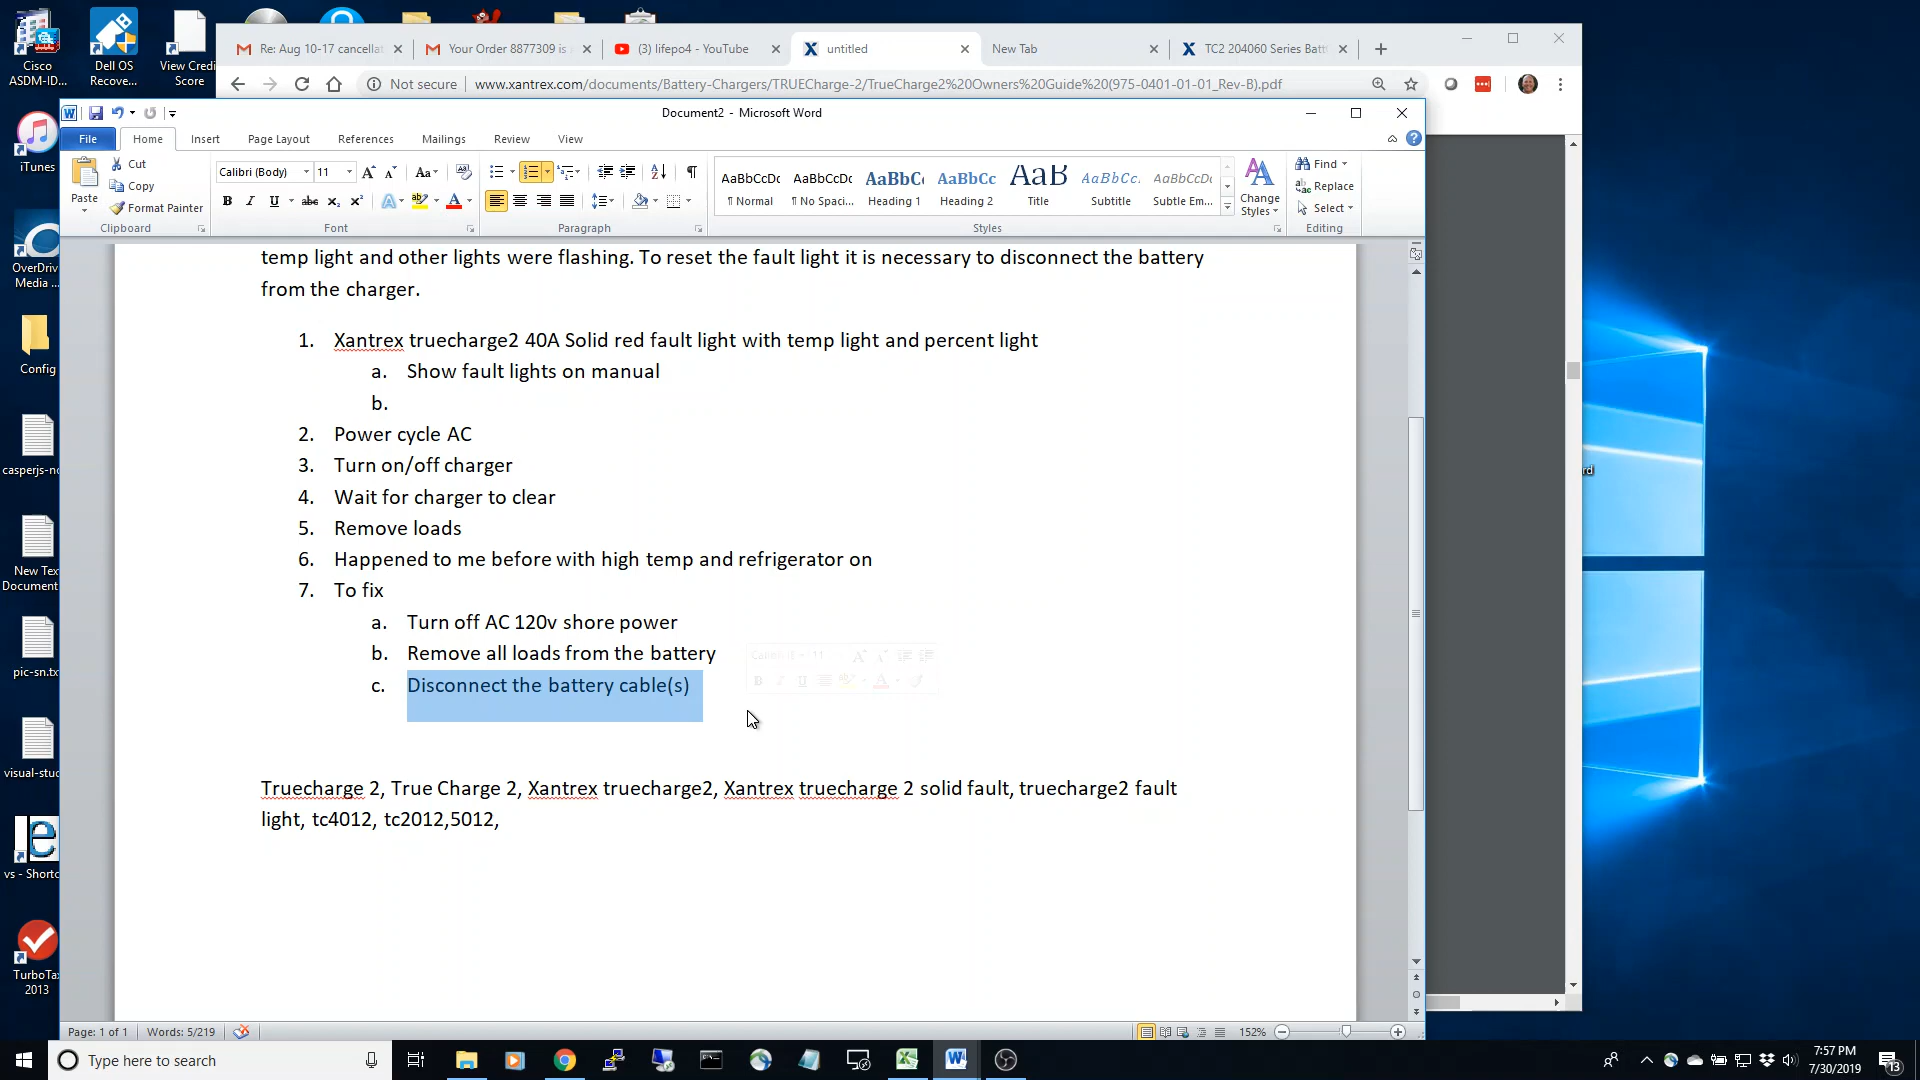 Cisco
ASDM-ID...
Dell OS
Recove...
View Credi
Score
Re: Aug 10-17 cancellat
Your Order 8877309 is
(3) lifepo4 - YouTube
untitled
New Tab
TC2 204060 Series Batt
Not secure
www.xantrex.com/documents/Battery-Chargers/TRUECharge-2/TrueCharge2%20Owners%20Guide%20(975-0401-01-01_Rev-B).pdf
Document2 - Microsoft Word
File
Home
Insert
Page Layout
References
Mailings
Review
View
iTunes
Paste
Cut
Copy
Format Painter
Clipboard
Calibri (Body)
11
Font
Paragraph
AaBbCcDc
¶ Normal
AaBbCcDc
¶ No Spaci...
AaBbC
Heading 1
AaBbCc
Heading 2
AaB
Title
AaBbCc.
Subtitle
AaBbCcDc
Subtle Em...
Change
Styles
Styles
Find
Replace
Select
Editing
OverDrive
Media ...
Config
casperjs-no
New Tex
Document
pic-sn.tx
visual-stud
vs - Shortc
TurboTax
2013
rd
temp light and other lights were flashing. To reset the fault light it is necessary to disconnect the battery
from the charger.
1. Xantrex truecharge2 40A Solid red fault light with temp light and percent light
a. Show fault lights on manual
b.
2. Power cycle AC
3. Turn on/off charger
4. Wait for charger to clear
5. Remove loads
6. Happened to me before with high temp and refrigerator on
7. To fix
a. Turn off AC 120v shore power
b. Remove all loads from the battery
c. Disconnect the battery cable(s)
Truecharge 2, True Charge 2, Xantrex truecharge2, Xantrex truecharge 2 solid fault, truecharge2 fault
light, tc4012, tc2012,5012,
Page: 1 of 1
Words: 5/219
152%
Type here to search
7:57 PM
7/30/2019
13